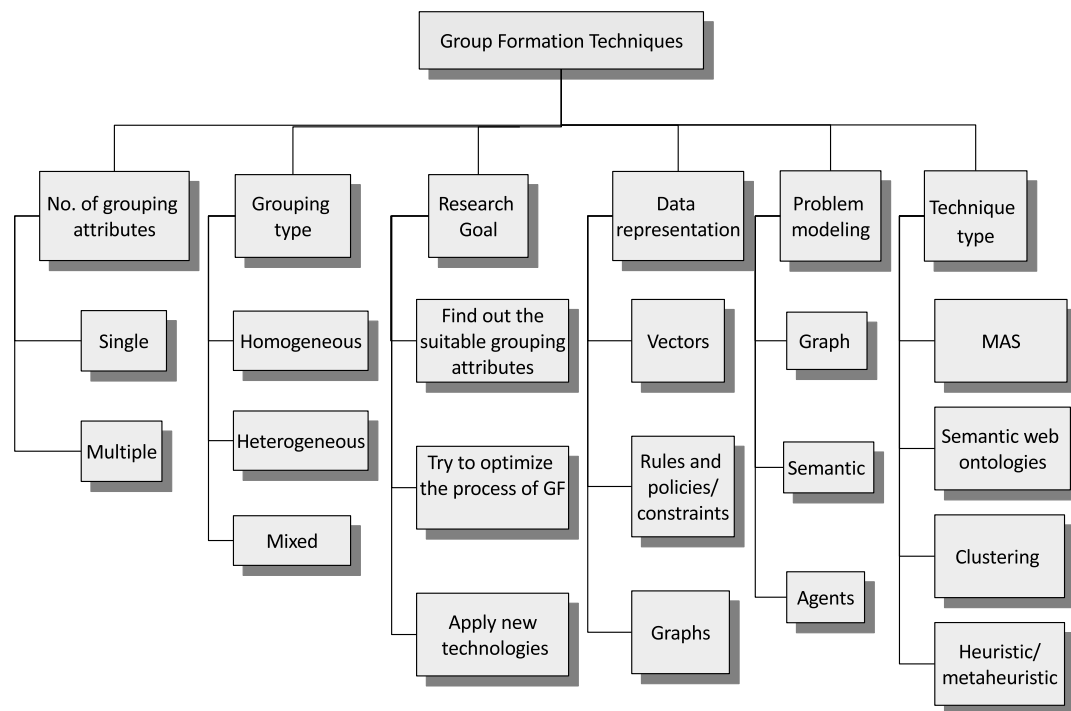 Group Formation Techniques
No. of grouping
attributes
Single
Multiple
Grouping
type
Homogeneous
Heterogeneous
Mixed
Research
Goal
Find out the
suitable grouping
attributes
Try to optimize
the process of GF
Apply new
technologies
Data
representation
Vectors
Rules and
policies/
constraints
Graphs
Problem
modeling
Graph
Semantic
Agents
Technique
type
MAS
Semantic web
ontologies
Clustering
Heuristic/
metaheuristic